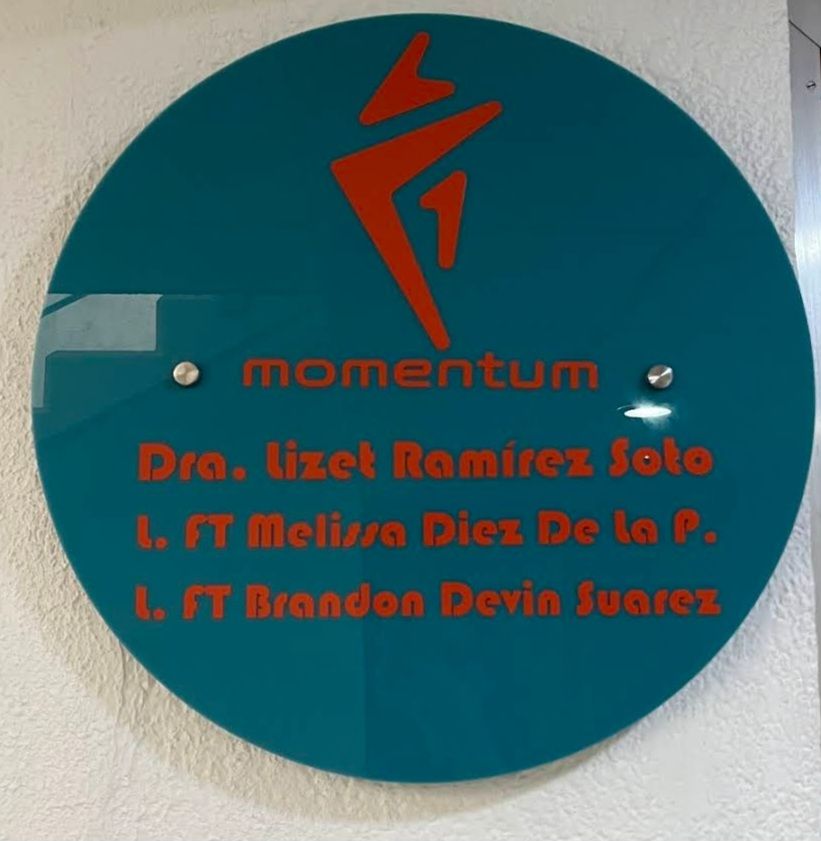 momentum
Dra. Lizet Ramírez Soto
L. FT Melissa Diez De La P.
L. FT Brandon Devin Suarez